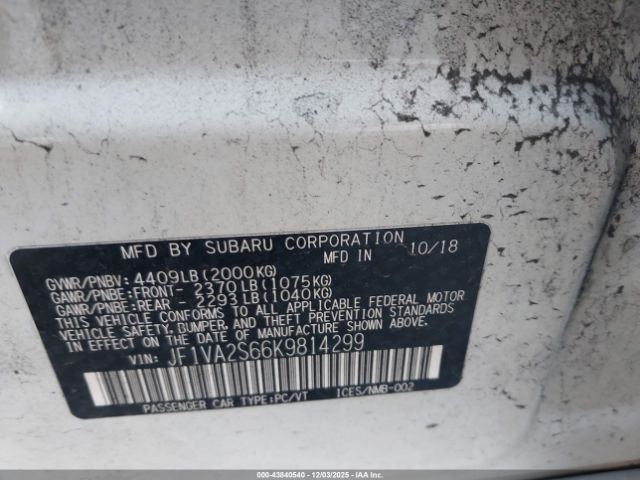 MFD BY SUBARU CORPORATION MFD IN 10/18
GVWR/PNBV: 4409LB(2000KG)
GAWR/PNBE:FRONT- 2370LB(1075KG)
GAWR/PNBE:REAR - 2293LB(1040KG)
THIS VEHICLE CONFORMS TO ALL APPLICABLE FEDERAL MOTOR
VEHICLE SAFETY, BUMPER, AND THEFT PREVENTION STANDARDS
IN EFFECT ON THE DATE OF MANUFACTURE SHOWN ABOVE.
VIN: JF1VA2S66K9814299
PASSENGER CAR TYPE:PC/VT ICES/NMB-002
000-43840540 - 12/03/2025 - IAAI.com